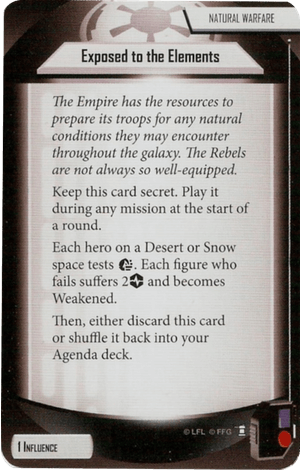 NATURAL WARFARE
Exposed to the Elements
The Empire has the resources to
prepare its troops for any natural
conditions they may encounter
throughout the galaxy. The Rebels
are not always so well-equipped.
Keep this card secret. Play it
during any mission at the start of
a round.
Each hero on a Desert or Snow
space tests . Each figure who
fails suffers 2 and becomes
Weakened.
Then, either discard this card
or shuffle it back into your
Agenda deck.
© LFL © FFG
1 INFLUENCE